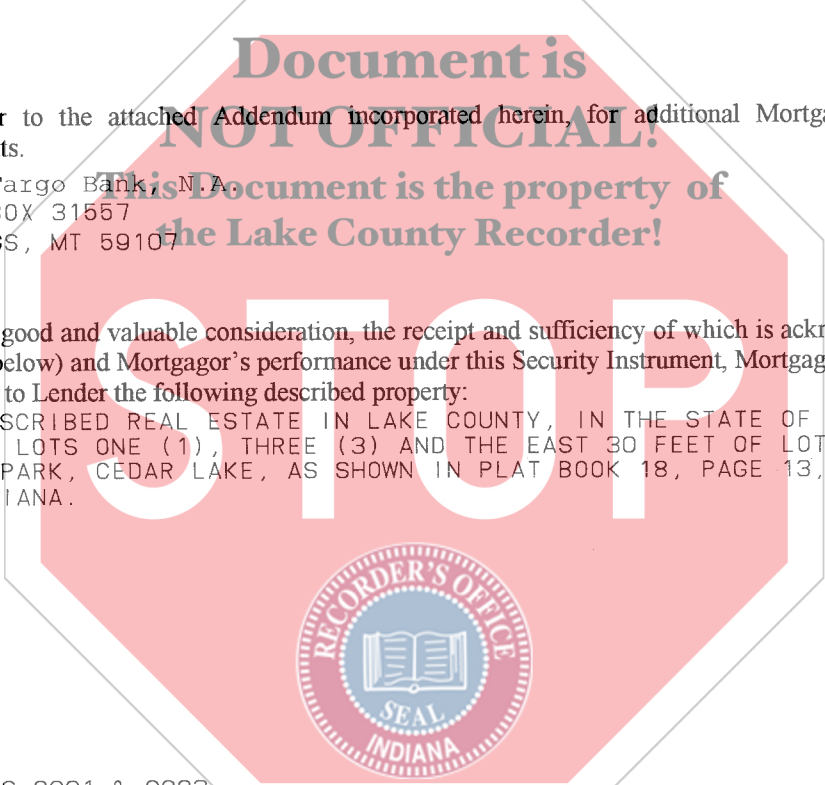 Document is
r to the attached Addendum incorporated herein, for additional Mortga
NOT OFFICIAL!
ts.
argo Bank, N.A.
This Document is the property of
OX 31557
GS, MT 59107
the Lake County Recorder!
good and valuable consideration, the receipt and sufficiency of which is ackn
below) and Mortgagor's performance under this Security Instrument, Mortgag
to Lender the following described property:
SCRIBED REAL ESTATE IN LAKE COUNTY, IN THE STATE OF
LOTS ONE (1), THREE (3) AND THE EAST 30 FEET OF LOT
PARK, CEDAR LAKE, AS SHOWN IN PLAT BOOK 18, PAGE 13,
IANA.
STOP
RECORDER'S OFFICE
SEAL
INDIANA